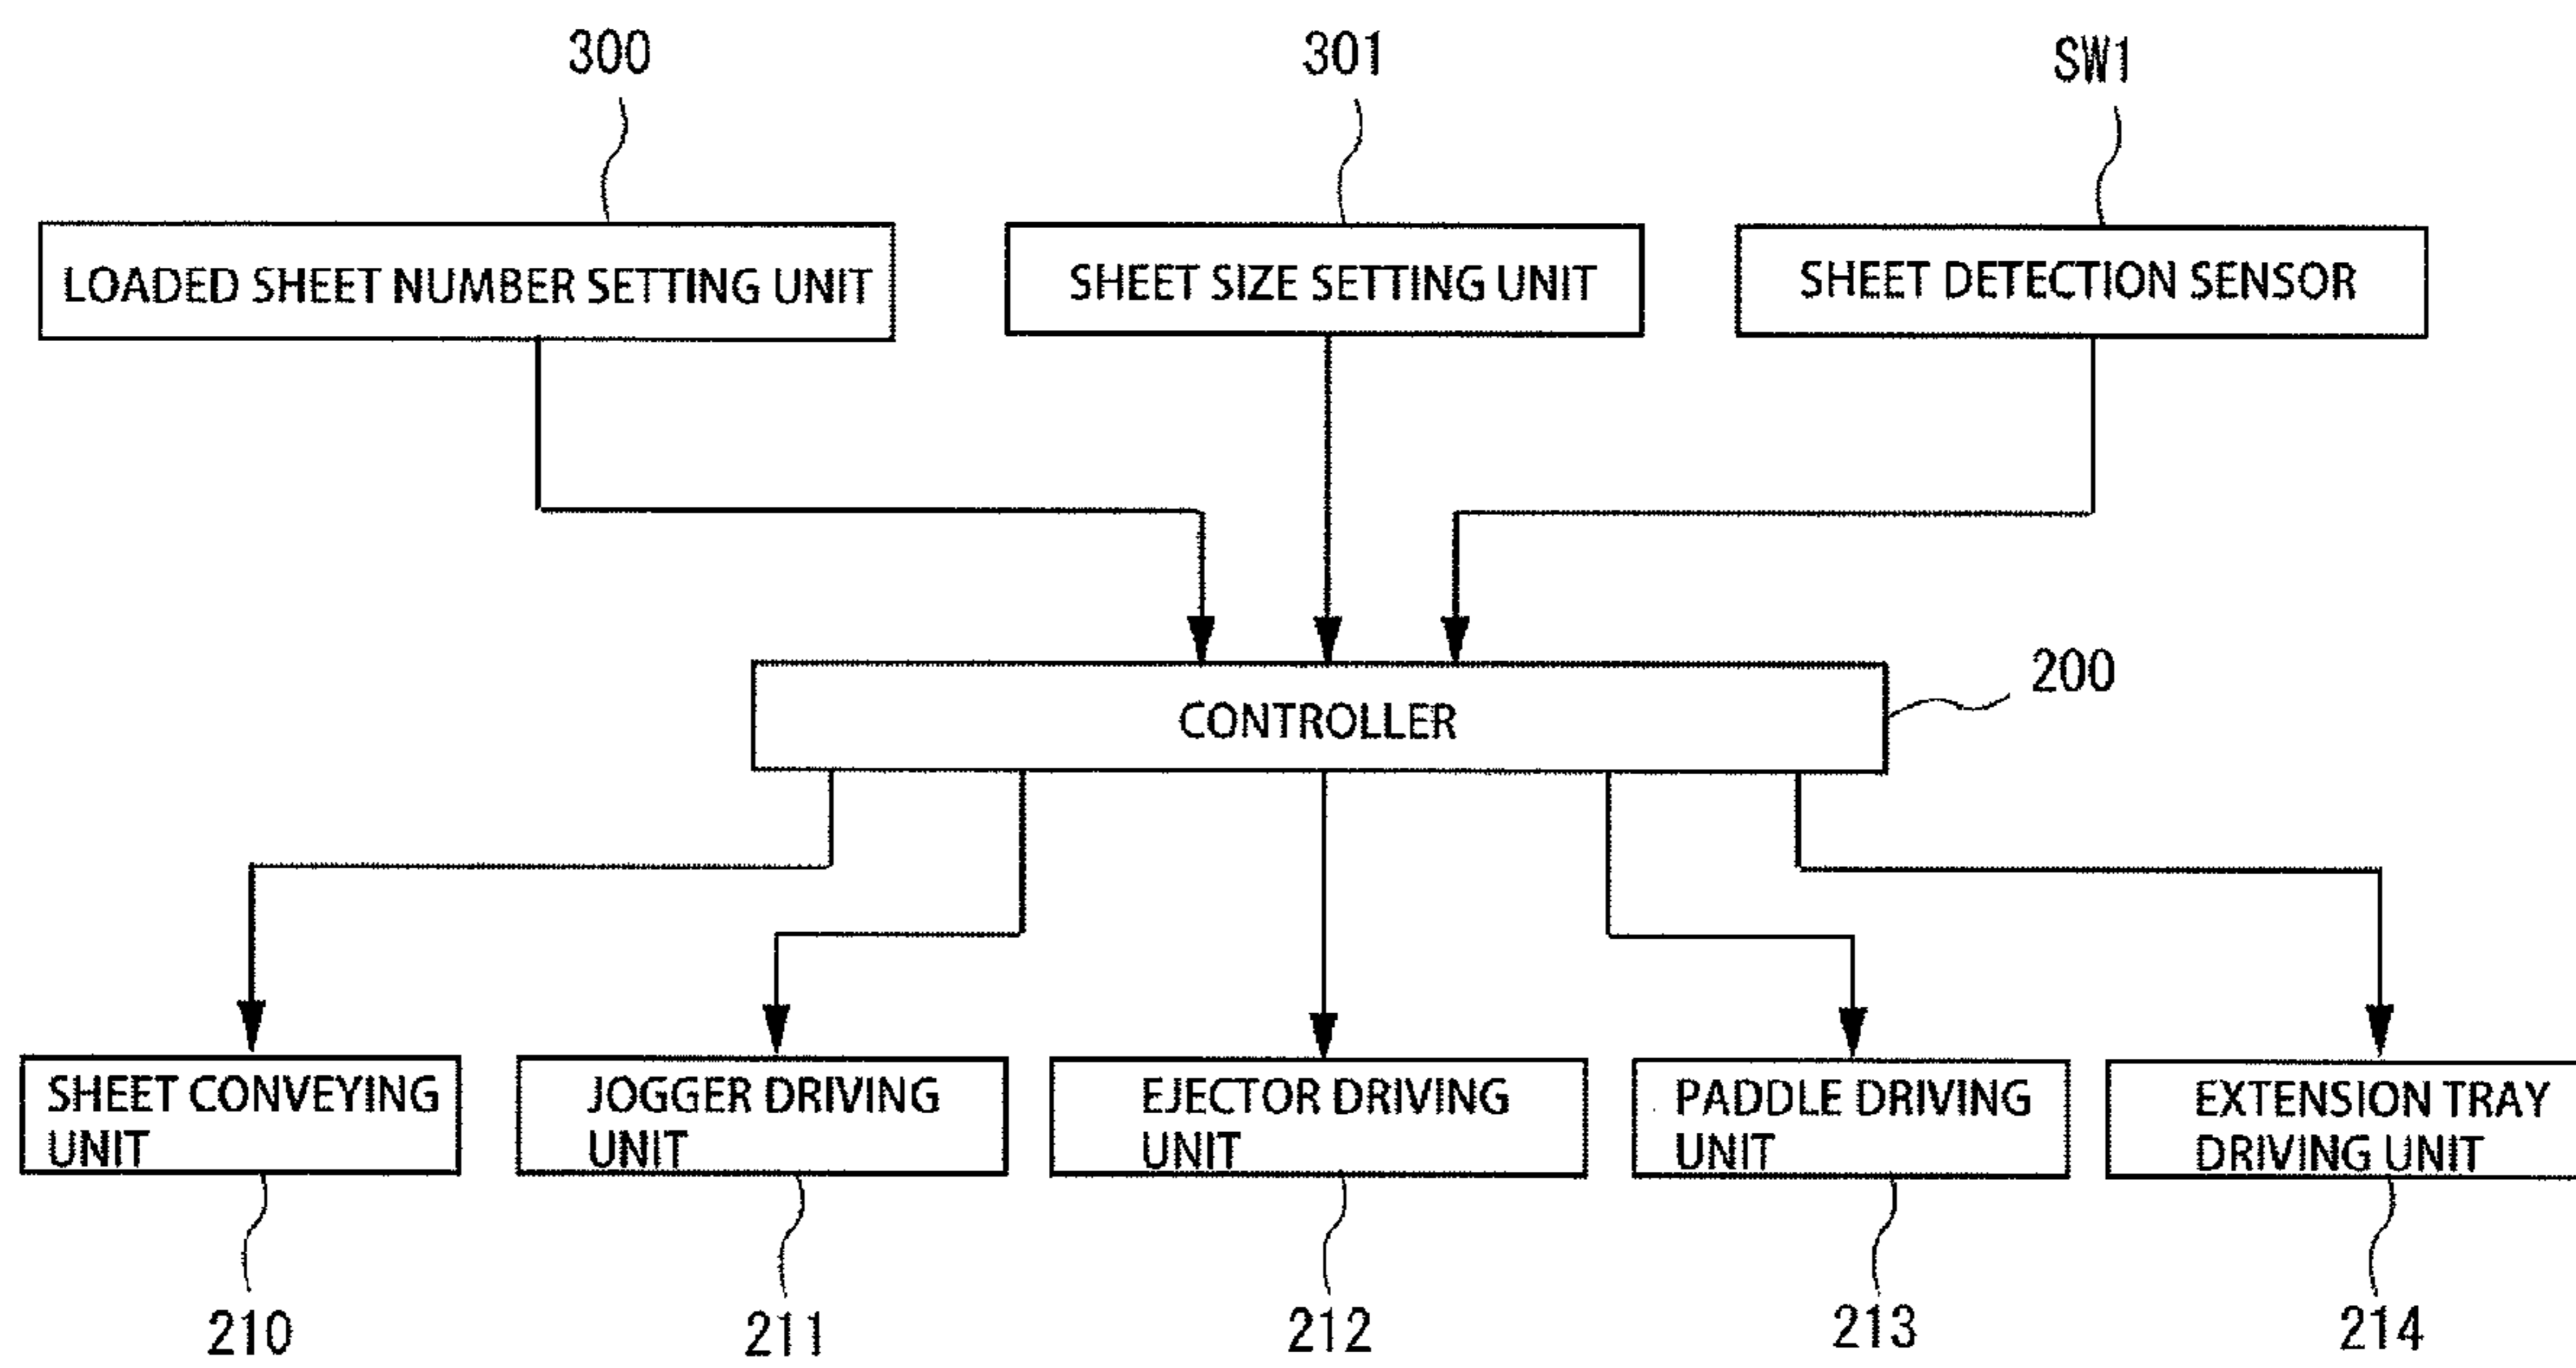 300
301
SW1
LOADED SHEET NUMBER SETTING UNIT
SHEET SIZE SETTING UNIT
SHEET DETECTION SENSOR
200
CONTROLLER
SHEET CONVEYING
UNIT
JOGGER DRIVING
UNIT
EJECTOR DRIVING
UNIT
PADDLE DRIVING
UNIT
EXTENSION TRAY
DRIVING UNIT
210
211
212
213
214